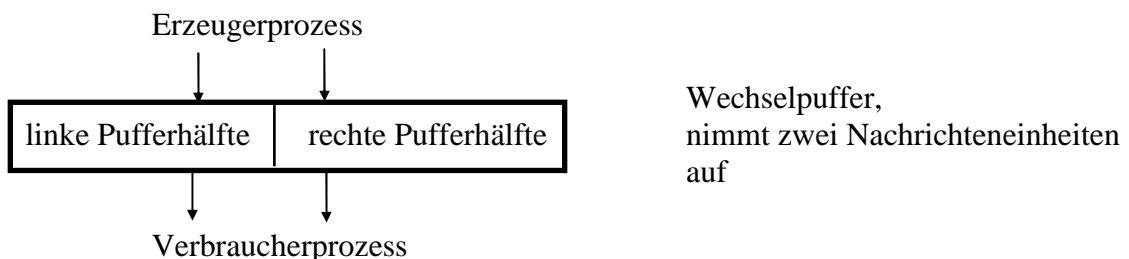 Erzeugerprozess
linke Pufferhälfte
rechte Pufferhälfte
Verbraucherprozess
Wechselpuffer,
nimmt zwei Nachrichteneinheiten
auf